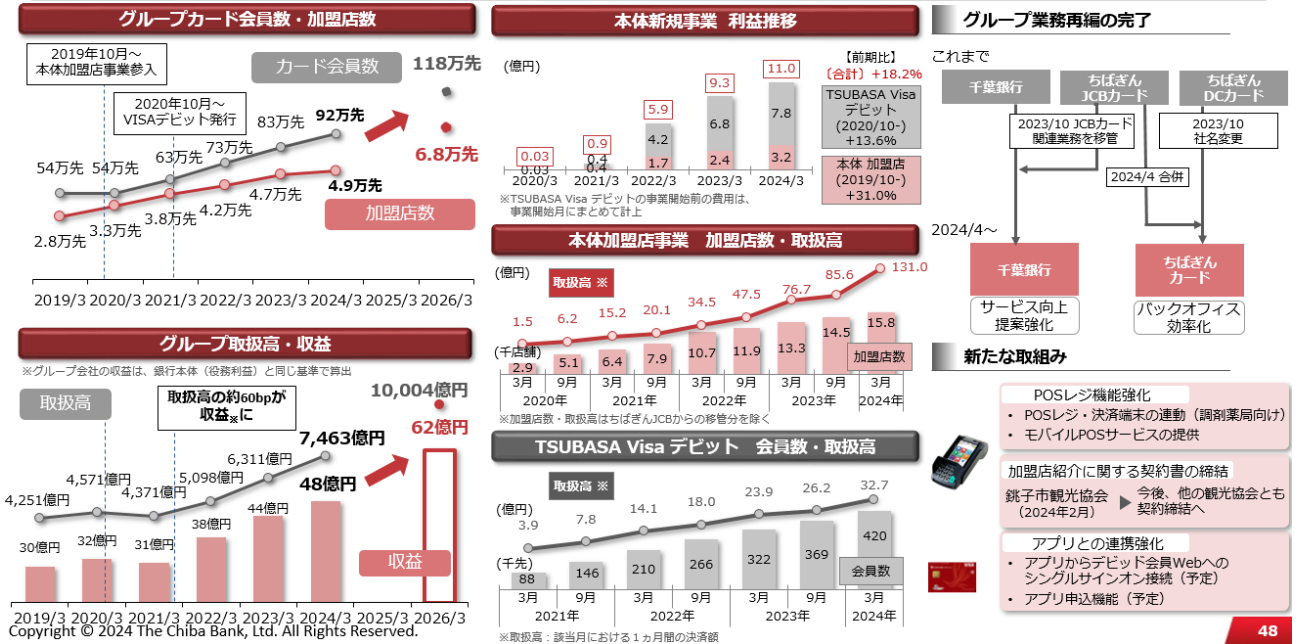 グループカード会員数・加盟店数
2019年10月～
本体加盟店事業参入
カード会員数
118万先
2020年10月～
VISAデビット発行
54万先
54万先
63万先
73万先
83万先
92万先
6.8万先
2.8万先
3.3万先
3.8万先
4.2万先
4.7万先
4.9万先
加盟店数
2019/3 2020/3 2021/3 2022/3 2023/3 2024/3 2025/3 2026/3
グループ取扱高・収益
※グループ会社の収益は、銀行本体（役務利益）と同じ基準で算出
取扱高
取扱高の約60bpが
収益※に
10,004億円
62億円
4,251億円
4,571億円
4,371億円
5,098億円
6,311億円
7,463億円
30億円
32億円
31億円
38億円
44億円
48億円
収益
2019/3 2020/3 2021/3 2022/3 2023/3 2024/3 2025/3 2026/3
Copyright © 2024 The Chiba Bank, Ltd. All Rights Reserved.
本体新規事業 利益推移
(億円)
【前期比】
〔合計〕+18.2%
TSUBASA Visa
デビット
(2020/10-)
+13.6%
本体 加盟店
(2019/10-)
+31.0%
0.03
0.9
5.9
9.3
11.0
0.03
0.4
0.4
4.2
1.7
6.8
2.4
7.8
3.2
2020/3 2021/3 2022/3 2023/3 2024/3
※TSUBASA Visa デビットの事業開始前の費用は、
事業開始月にまとめて計上
本体加盟店事業 加盟店数・取扱高
(億円)
取扱高 ※
1.5 6.2 15.2 20.1 34.5 47.5 76.7 85.6 131.0
(千店舗)
2.9 5.1 6.4 7.9 10.7 11.9 13.3 14.5 15.8
加盟店数
3月 9月 3月 9月 3月 9月 3月 9月 3月
2020年 2021年 2022年 2023年 2024年
※加盟店数・取扱高はちばぎんJCBからの移管分を除く
TSUBASA Visa デビット 会員数・取扱高
取扱高 ※
(億円)
3.9 7.8 14.1 18.0 23.9 26.2 32.7
(千先)
88 146 210 266 322 369 420
会員数
3月 9月 3月 9月 3月 9月 3月
2021年 2022年 2023年 2024年
※取扱高：該当月における１ヵ月間の決済額
グループ業務再編の完了
これまで
千葉銀行
ちばぎん
JCBカード
ちばぎん
DCカード
2023/10 JCBカード
関連業務を移管
2023/10
社名変更
2024/4 合併
2024/4～
千葉銀行
ちばぎん
カード
サービス向上
提案強化
バックオフィス
効率化
新たな取組み
POSレジ機能強化
• POSレジ・決済端末の連動（調剤薬局向け）
• モバイルPOSサービスの提供
加盟店紹介に関する契約書の締結
銚子市観光協会
（2024年2月）
今後、他の観光協会とも
契約締結へ
アプリとの連携強化
• アプリからデビッド会員Webへの
シングルサインオン接続（予定）
• アプリ申込機能（予定）
48